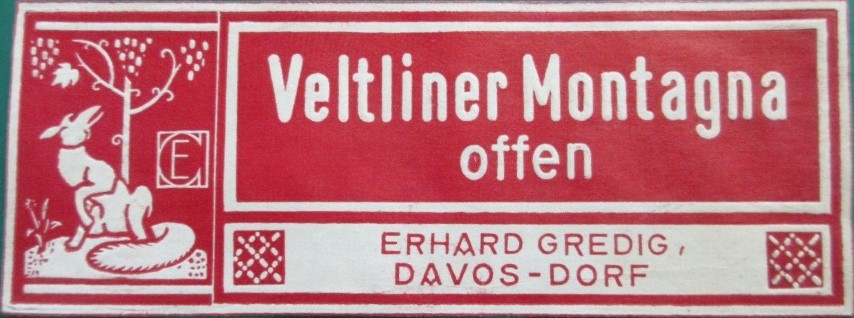 Veltliner Montagna
offen
ERHARD GREDIG,
DAVOS-DORF